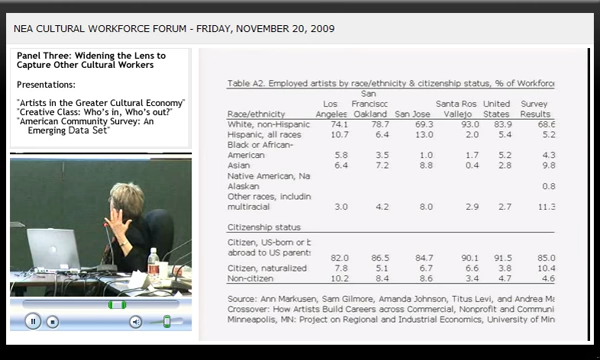 NEA CULTURAL WORKFORCE FORUM - FRIDAY, NOVEMBER 20, 2009
Panel Three: Widening the Lens to
Capture Other Cultural Workers
Presentations:
"Artists in the Greater Cultural Economy"
"Creative Class: Who's in, Who's out?"
"American Community Survey: An
Emerging Data Set"
Table A2. Employed artists by race/ethnicity & citizenship status, % of Workforc
San
Los Francisco Santa Ros United Survey
Race/ethnicity Angeles Oakland San Jose Vallejo States Results
White, non-Hispanic 74.1 78.7 69.3 93.0 83.9 68.6
Hispanic, all races 10.7 6.4 13.0 2.0 5.4 5.2
Black or African-
American 5.8 3.5 1.0 1.7 5.2 4.3
Asian 6.4 7.2 8.8 0.4 2.8 9.8
Native American, Na
Alaskan 0.8
Other races, includin
multiracial 3.0 4.2 8.0 2.9 2.7 11.3
Citizenship status
Citizen, US-born or b
abroad to US parents
82.0 86.5 84.7 90.1 91.5 85.0
Citizen, naturalized 7.8 5.1 6.7 6.6 3.8 10.4
Non-citizen 10.2 8.4 8.6 3.4 4.7 4.6
Source: Ann Markusen, Sam Gilmore, Amanda Johnson, Titus Levi, and Andrea Ma
Crossover: How Artists Build Careers across Commercial, Nonprofit and Communi
Minneapolis, MN: Project on Regional and Industrial Economics, University of Min